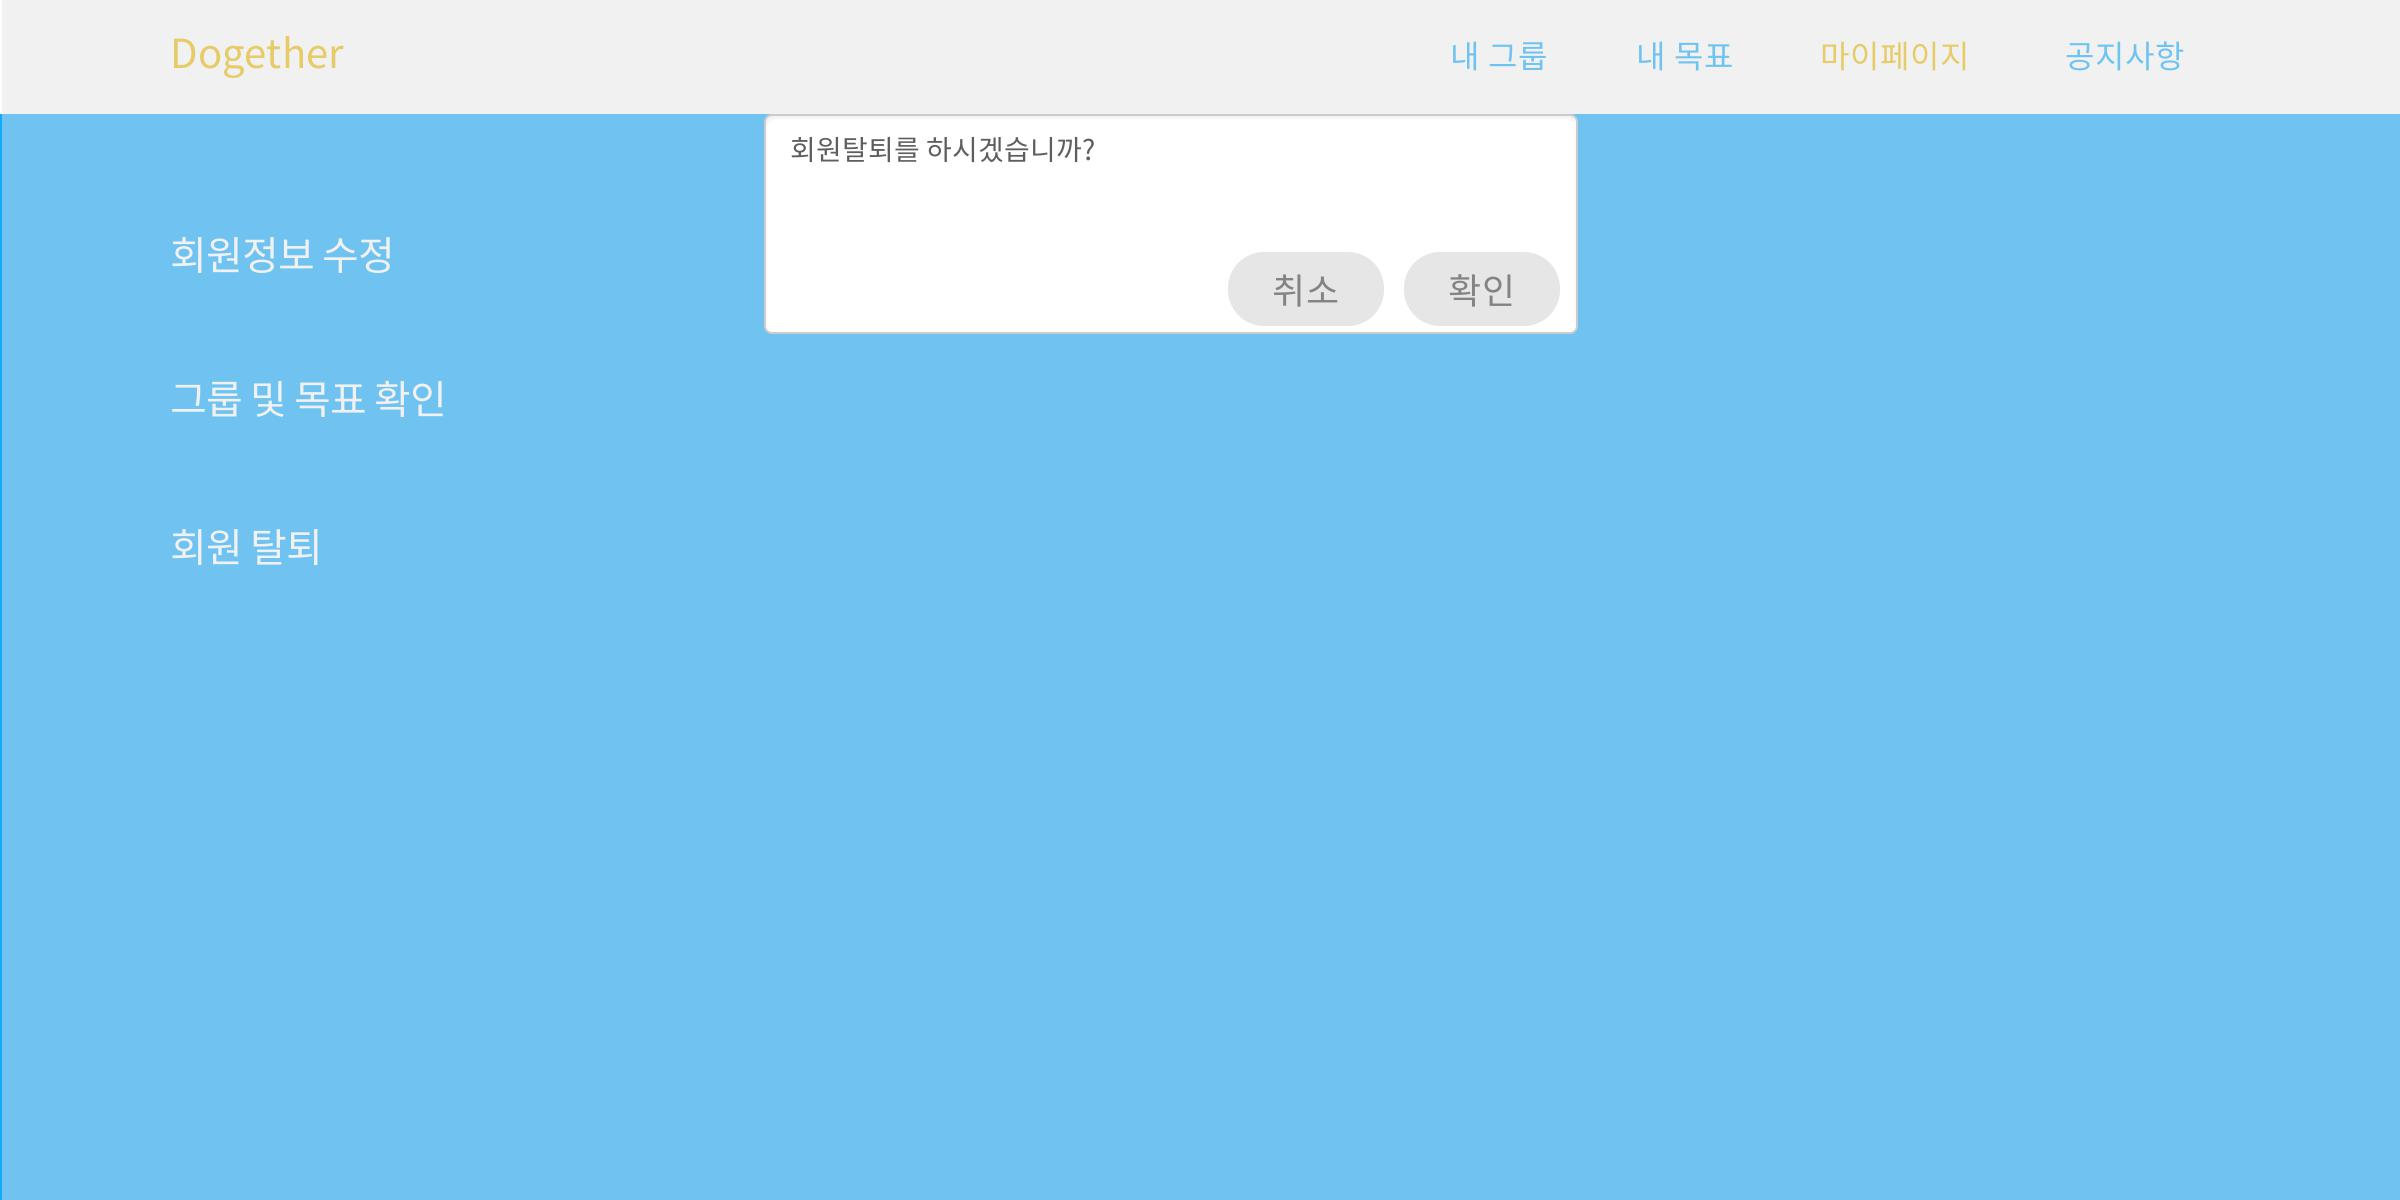 Dogether
내 그룹
내 목표
마이페이지
공지사항
회원탈퇴를 하시겠습니까?
취소
확인
회원정보 수정
그룹 및 목표 확인
회원 탈퇴